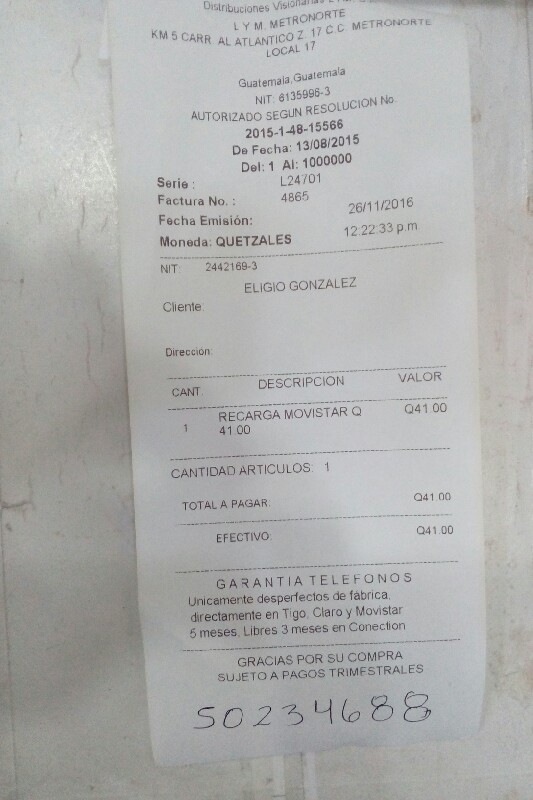 Distribuciones Visionarias
L Y M. METRONORTE
KM 5 CARR. AL ATLANTICO Z. 17 C.C. METRONORTE
LOCAL 17
Guatemala,Guatemala
NIT: 6135996-3
AUTORIZADO SEGUN RESOLUCION No.
2015-1-48-15566
De Fecha: 13/08/2015
Del: 1 Al: 1000000
Serie : L24701
Factura No. : 4865
Fecha Emisión: 26/11/2016
Moneda: QUETZALES 12:22:33 p.m
NIT: 2442169-3
ELIGIO GONZALEZ
Cliente:
Dirección:
CANT. DESCRIPCION VALOR
1 RECARGA MOVISTAR Q Q41.00
41.00
CANTIDAD ARTICULOS: 1
TOTAL A PAGAR: Q41.00
EFECTIVO: Q41.00
GARANTIA TELEFONOS
Unicamente desperfectos de fábrica,
directamente en Tigo, Claro y Movistar
6 meses, Libres 3 meses en Conection
GRACIAS POR SU COMPRA
SUJETO A PAGOS TRIMESTRALES
50234688